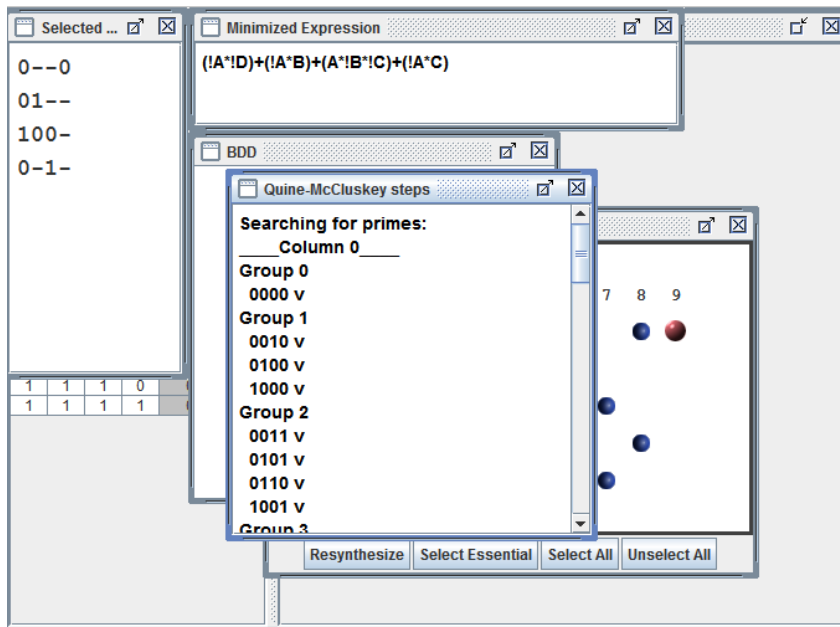 Selected ...
0--0
01--
100-
0-1-
Minimized Expression
(!A*!D)+(!A*B)+(A*!B*!C)+(!A*C)
BDD
Quine-McCluskey steps
Searching for primes:
____Column 0____
Group 0
0000 v
Group 1
0010 v
0100 v
1000 v
Group 2
0011 v
0101 v
0110 v
1001 v
Group 3
7 8 9
1 1 1 0
1 1 1 1
Resynthesize Select Essential Select All Unselect All